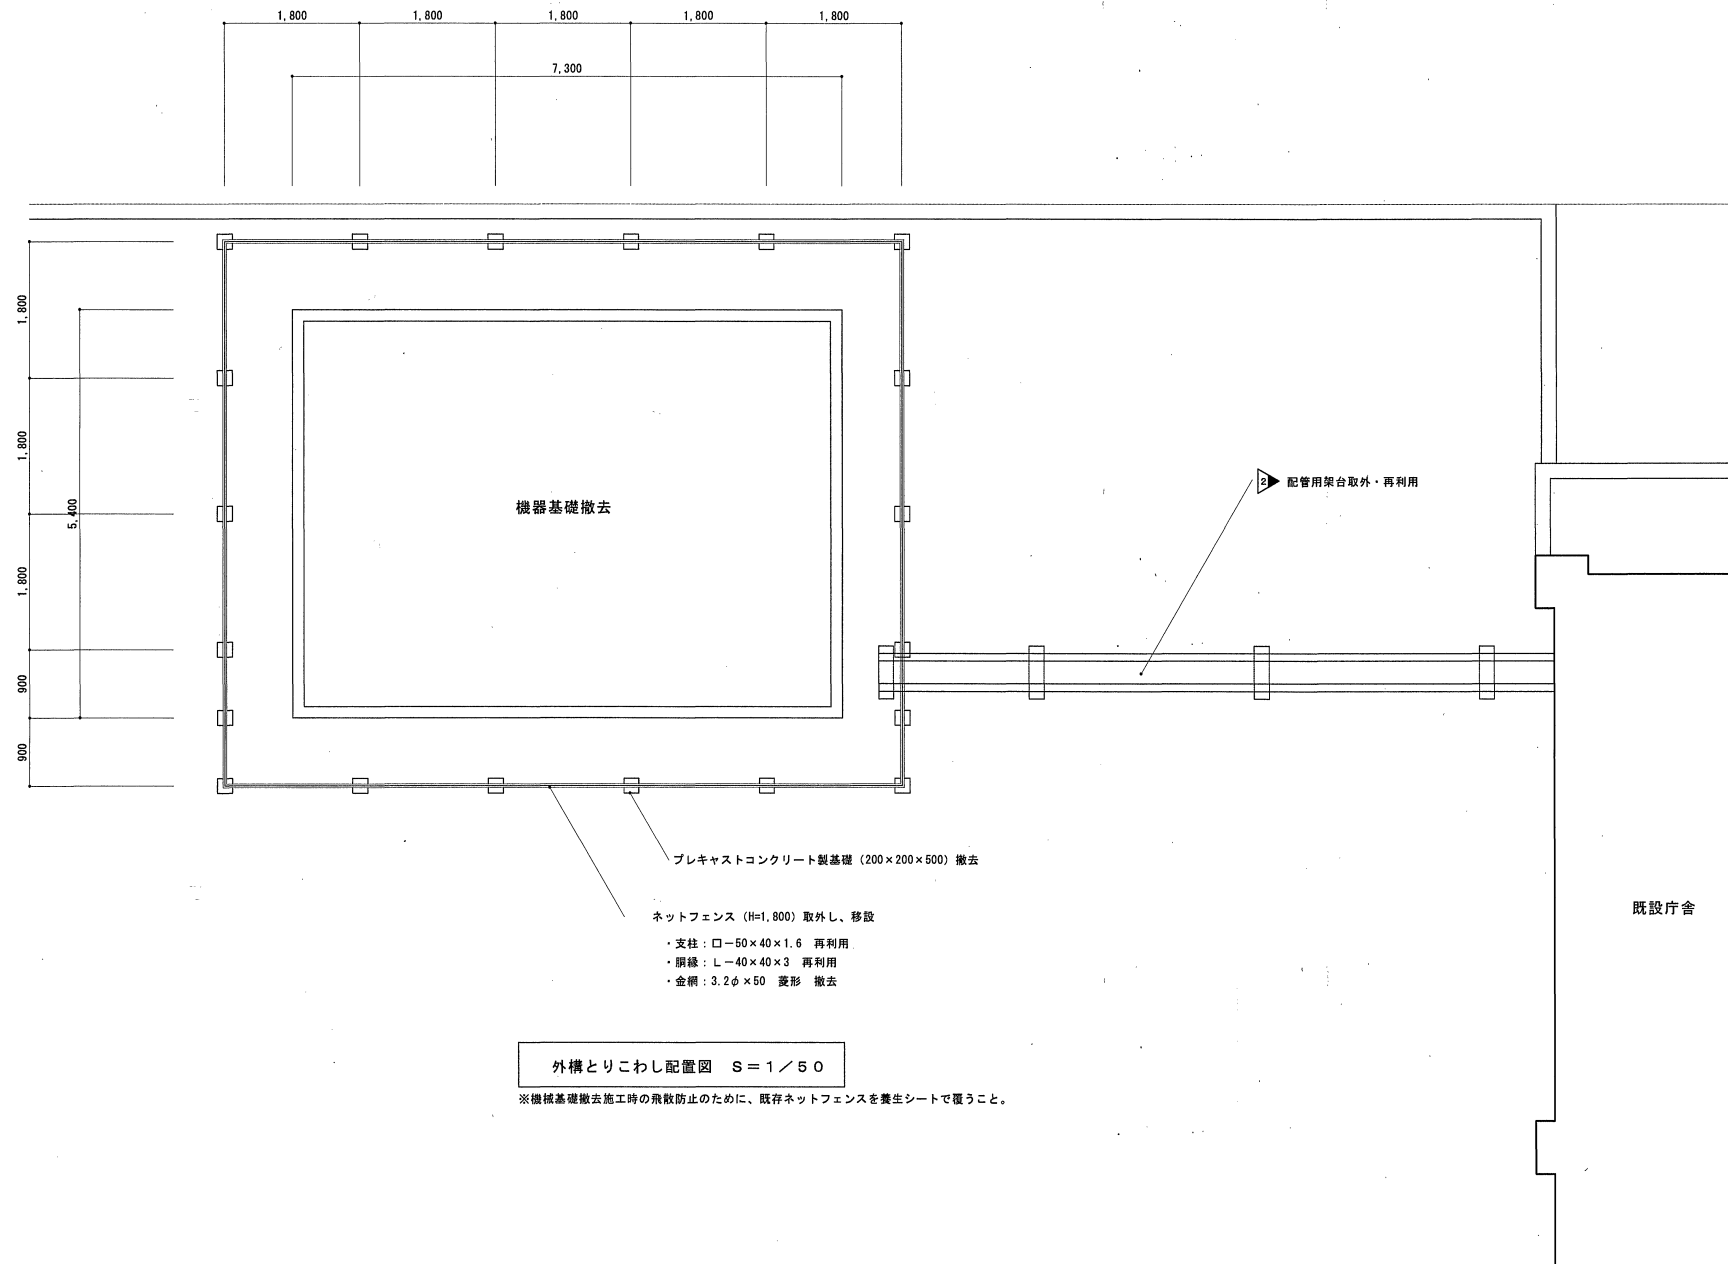 1,800
1,800
1,800
1,800
1,800
7,300
1,800
1,800
1,800
900
900
5,400
機器基礎撤去
2
配管用架台取外・再利用
プレキャストコンクリート製基礎（200×200×500）撤去
ネットフェンス（H=1,800）取外し、移設
・支柱：ロ－50×40×1.6　再利用
・胴縁：Ｌ－40×40×3　再利用
・金網：3.2φ×50　菱形　撤去
既設庁舎
外構とりこわし配置図　Ｓ＝１／５０
※機械基礎撤去施工時の飛散防止のために、既存ネットフェンスを養生シートで覆うこと。